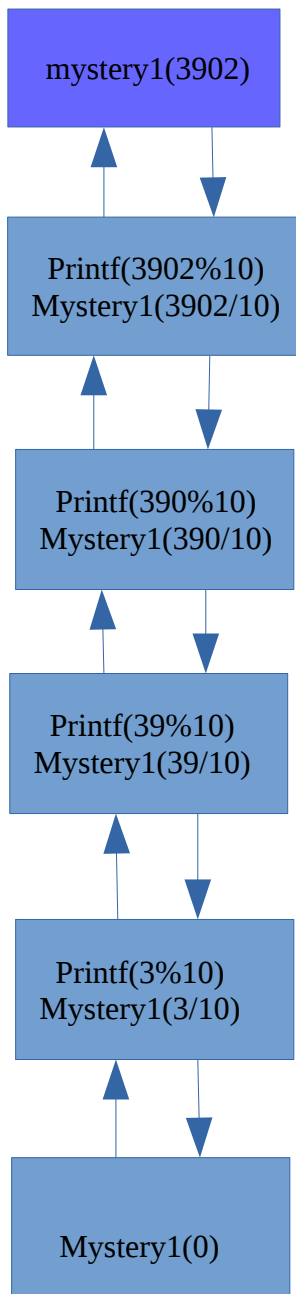 mystery1(3902)
Printf(3902%10)
Mystery1(3902/10)
Printf(390%10)
Mystery1(390/10)
Printf(39%10)
Mystery1(39/10)
Printf(3%10)
Mystery1(3/10)
Mystery1(0)